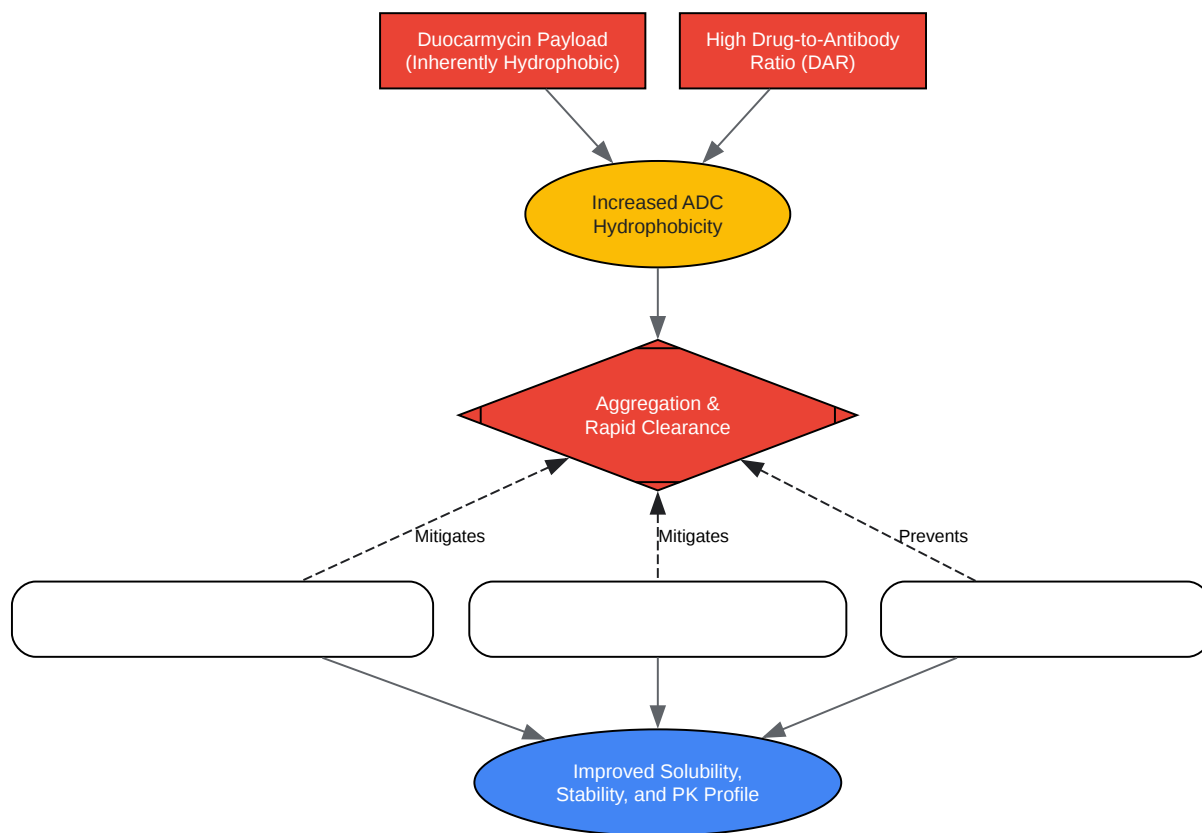 Duocarmycin Payload
(Inherently Hydrophobic)
High Drug-to-Antibody
Ratio (DAR)
Increased ADC
Hydrophobicity
Aggregation &
Rapid Clearance
Mitigates
Mitigates
Prevents
Improved Solubility,
Stability, and PK Profile